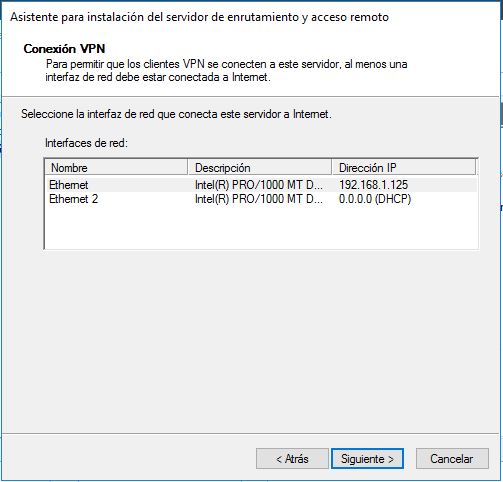 Asistente para instalación del servidor de enrutamiento y acceso remoto
Conexión VPN
Para permitir que los clientes VPN se conecten a este servidor, al menos una
interfaz de red debe estar conectada a Internet.
Seleccione la interfaz de red que conecta este servidor a Internet.
Interfaces de red:
Nombre Descripción Dirección IP
Ethernet Intel(R) PRO/1000 MT D... 192.168.1.125
Ethernet 2 Intel(R) PRO/1000 MT D... 0.0.0.0 (DHCP)
< Atrás Siguiente > Cancelar